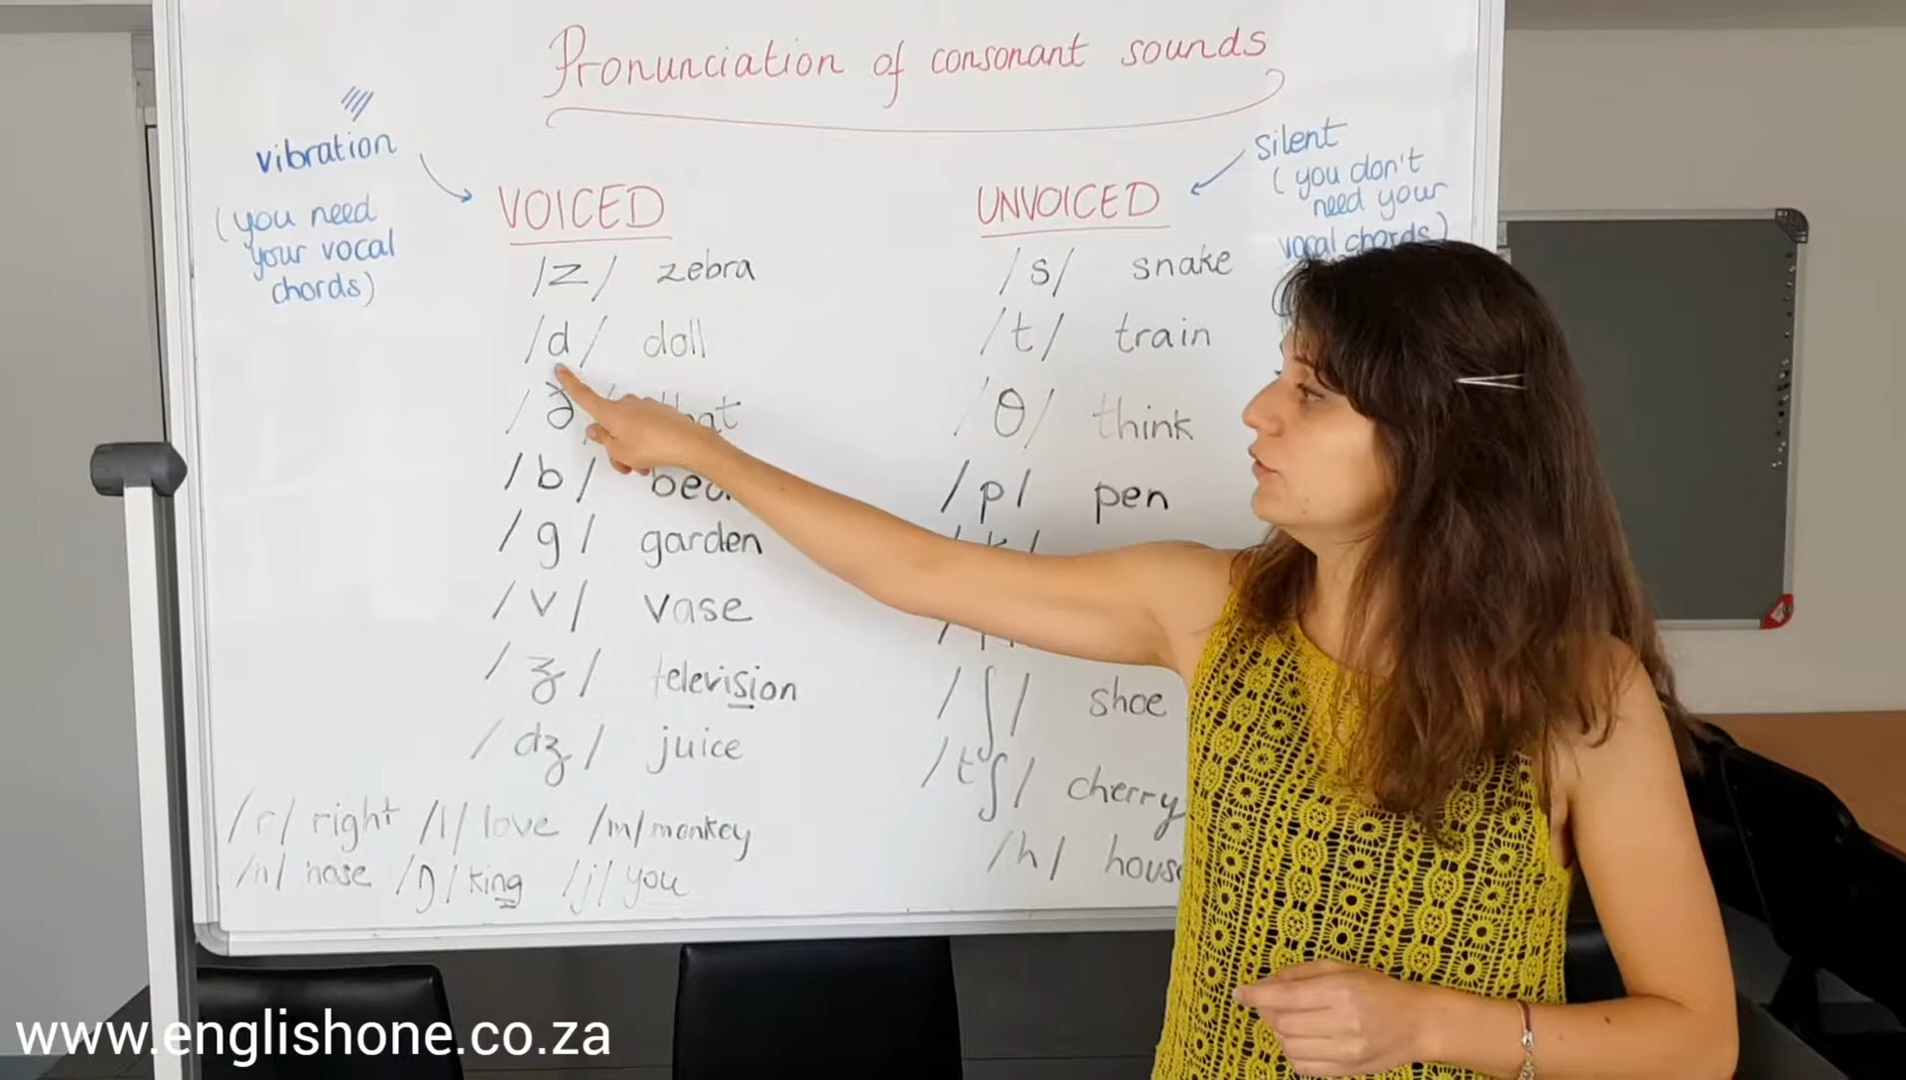 Pronunciation of consonant sounds
vibration
(you need
your vocal
chords)
silent
(you don't
need your
vocal chords)
VOICED
/z/ zebra
/d/ doll
/ð/ that
/b/
/g/ garden
/v/ vase
/ʒ/ television
/dʒ/ juice
/r/ right /l/ love /m/ monkey
/n/ nose /ŋ/ king /j/ you
UNVOICED
/s/ snake
/t/ train
/θ/ think
/p/ pen
/ʃ/ shoe
/tʃ/ cherry
/h/ house
www.englishone.co.za